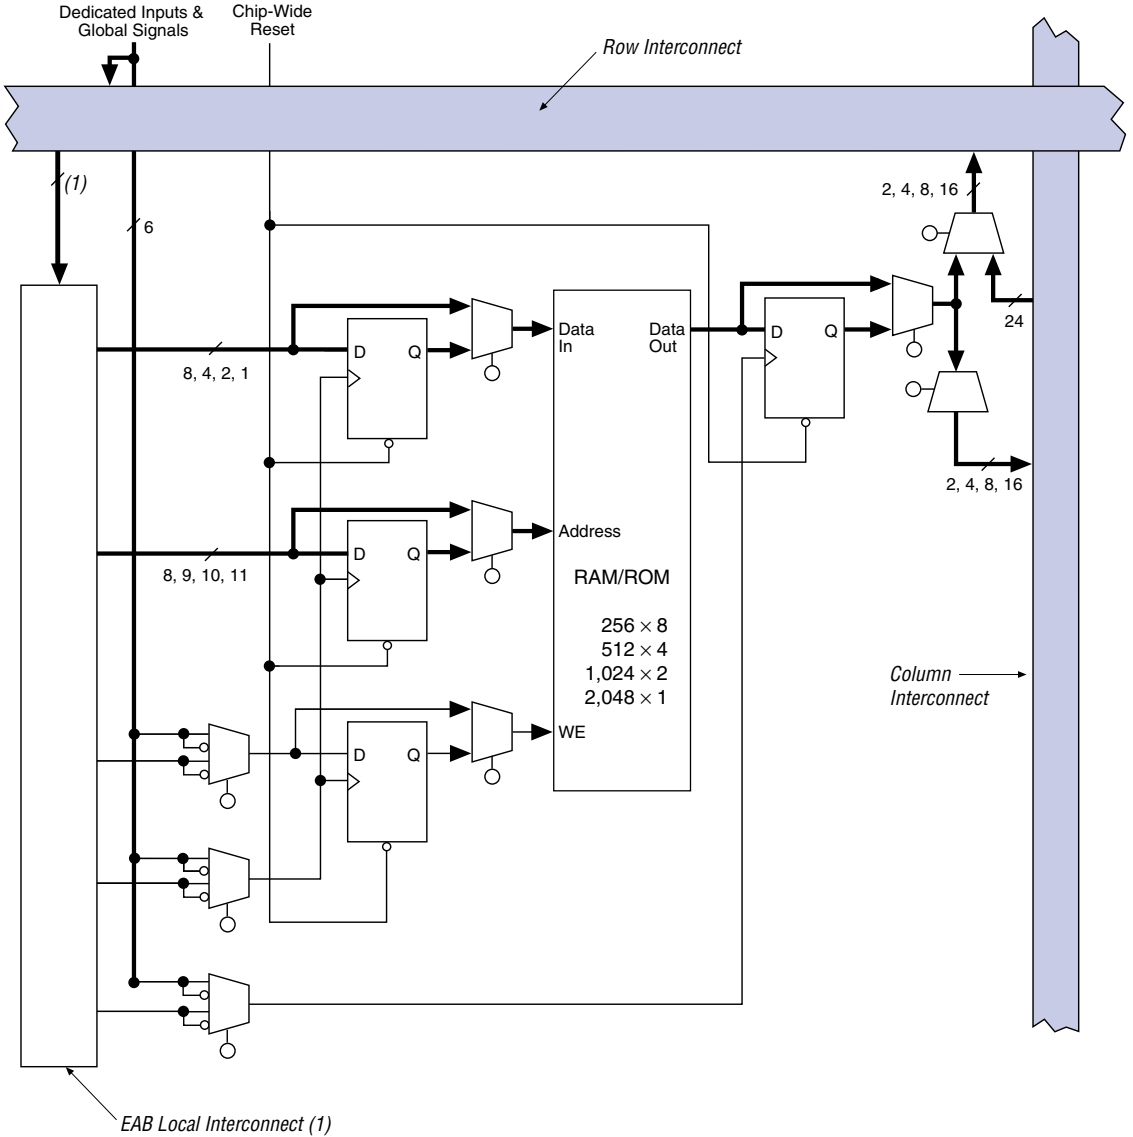 Dedicated Inputs &
Global Signals
Chip-Wide
Reset
Row Interconnect
(1)
6
2, 4, 8, 16
24
8, 4, 2, 1
D
Q
Data
In
Data
Out
D
Q
2, 4, 8, 16
8, 9, 10, 11
D
Q
Address
RAM/ROM
256 × 8
512 × 4
1,024 × 2
2,048 × 1
Column
Interconnect
D
Q
WE
EAB Local Interconnect (1)